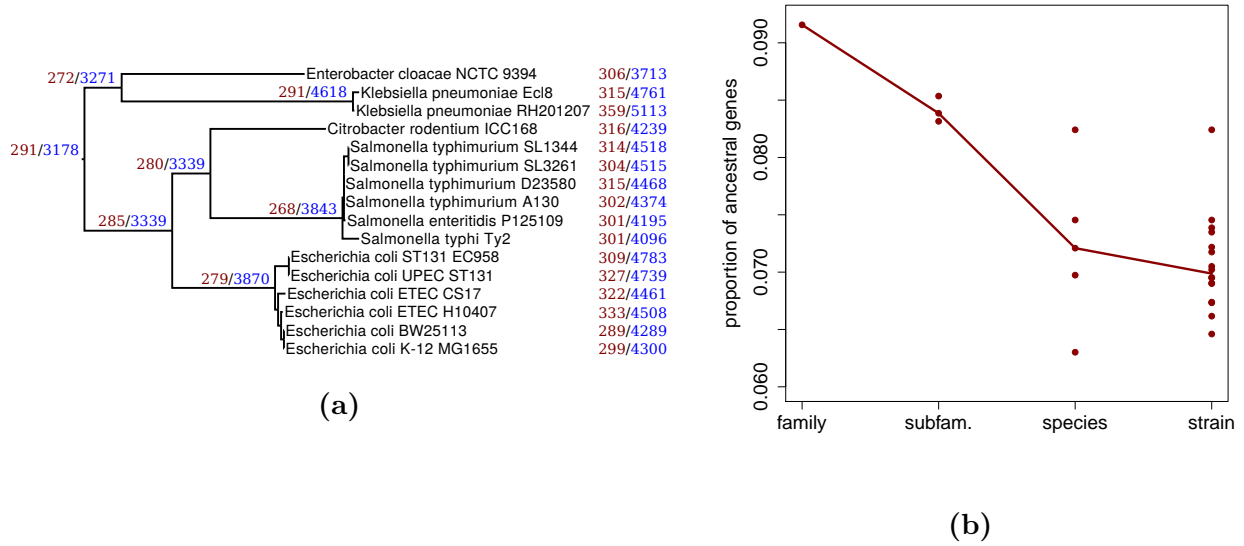 272/3271
Enterobacter cloacae NCTC 9394 306/3713
291/4618 Klebsiella pneumoniae Ecl8 315/4761
Klebsiella pneumoniae RH201207 359/5113
Citrobacter rodentium ICC168 316/4239
291/3178
Salmonella typhimurium SL1344 314/4518
280/3339
Salmonella typhimurium SL3261 304/4515
Salmonella typhimurium D23580 315/4468
Salmonella typhimurium A130 302/4374
268/3843
Salmonella enteritidis P125109 301/4195
285/3339
Salmonella typhi Ty2 301/4096
Escherichia coli ST131 EC958 309/4783
279/3870
Escherichia coli UPEC ST131 327/4739
Escherichia coli ETEC CS17 322/4461
Escherichia coli ETEC H10407 333/4508
Escherichia coli BW25113 289/4289
Escherichia coli K-12 MG1655 299/4300
(a)
proportion of ancestral genes
0.090
0.080
0.070
0.060
family subfam. species strain
(b)